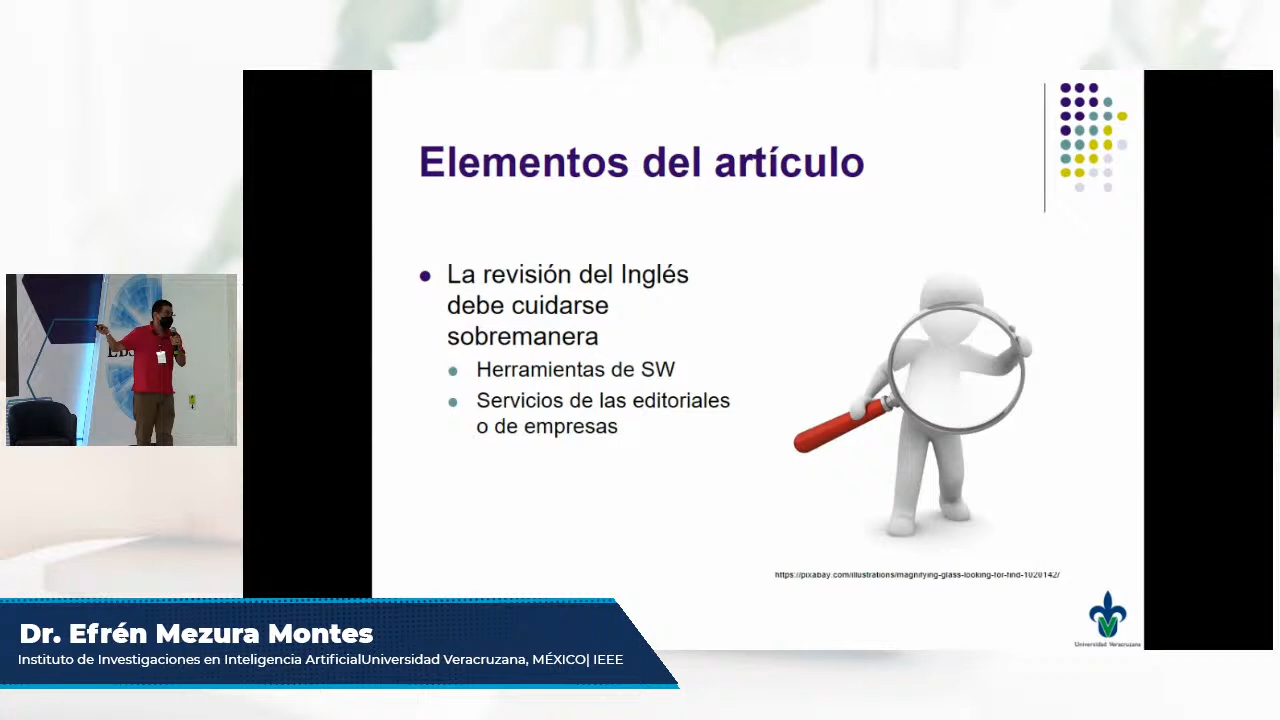 Elementos del artículo
La revisión del Inglés
debe cuidarse
sobremanera
Herramientas de SW
Servicios de las editoriales
o de empresas
https://pixabay.com/illustrations/magnifying-glass-looking-for-find-1020142/
Universidad Veracruzana
Dr. Efrén Mezura Montes
Instituto de Investigaciones en Inteligencia ArtificialUniversidad Veracruzana, MÉXICO| IEEE